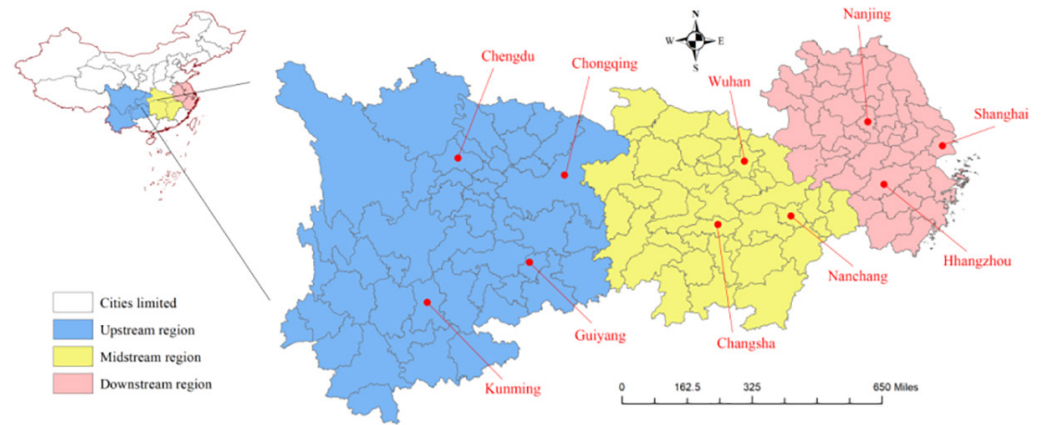 N
W E
S
Nanjing
Chengdu
Chongqing
Wuhan
Shanghai
Hhangzhou
Nanchang
Guiyang
Changsha
Kunming
Cities limited
Upstream region
Midstream region
Downstream region
0 162.5 325 650 Miles